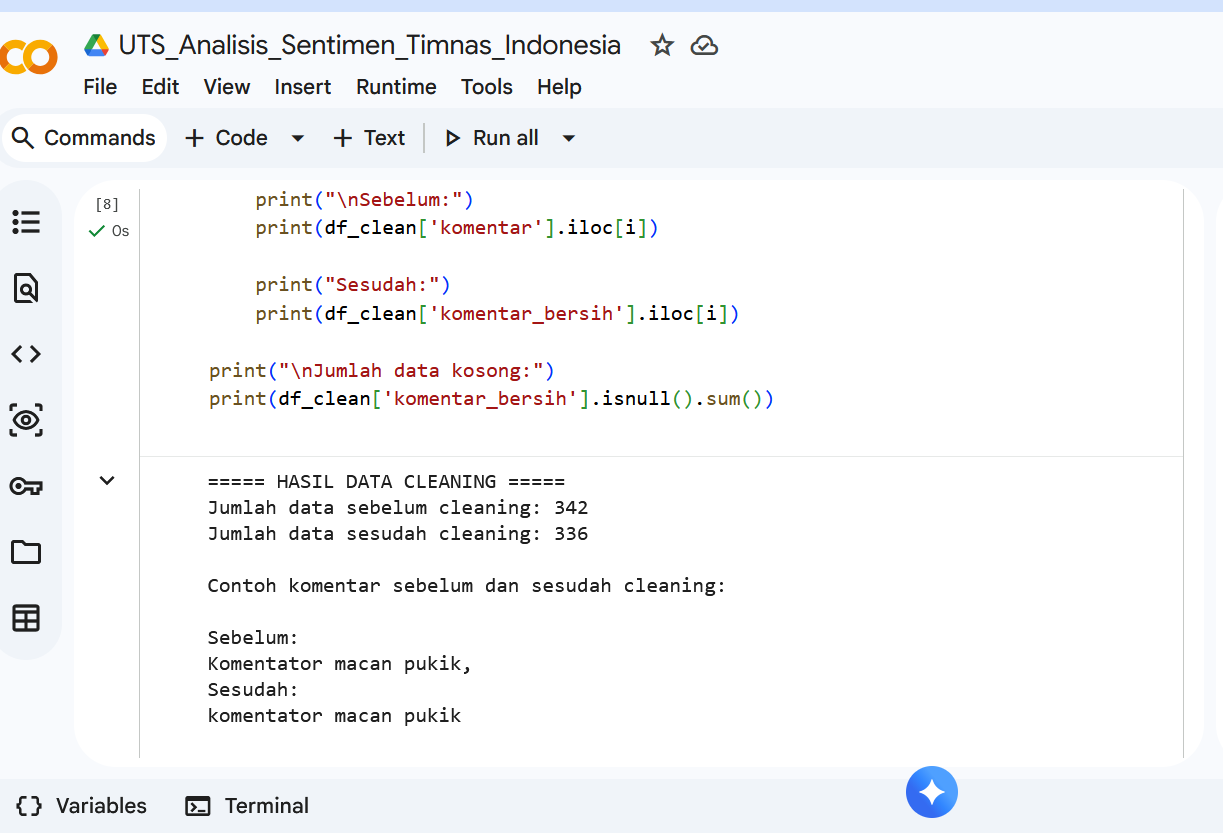 UTS_Analisis_Sentimen_Timnas_Indonesia
File Edit View Insert Runtime Tools Help
Commands + Code + Text Run all
[8]
0s
print("\nSebelum:")
print(df_clean['komentar'].iloc[i])
print("Sesudah:")
print(df_clean['komentar_bersih'].iloc[i])
print("\nJumlah data kosong:")
print(df_clean['komentar_bersih'].isnull().sum())
===== HASIL DATA CLEANING =====
Jumlah data sebelum cleaning: 342
Jumlah data sesudah cleaning: 336
Contoh komentar sebelum dan sesudah cleaning:
Sebelum:
Komentator macan pukik,
Sesudah:
komentator macan pukik
Variables Terminal